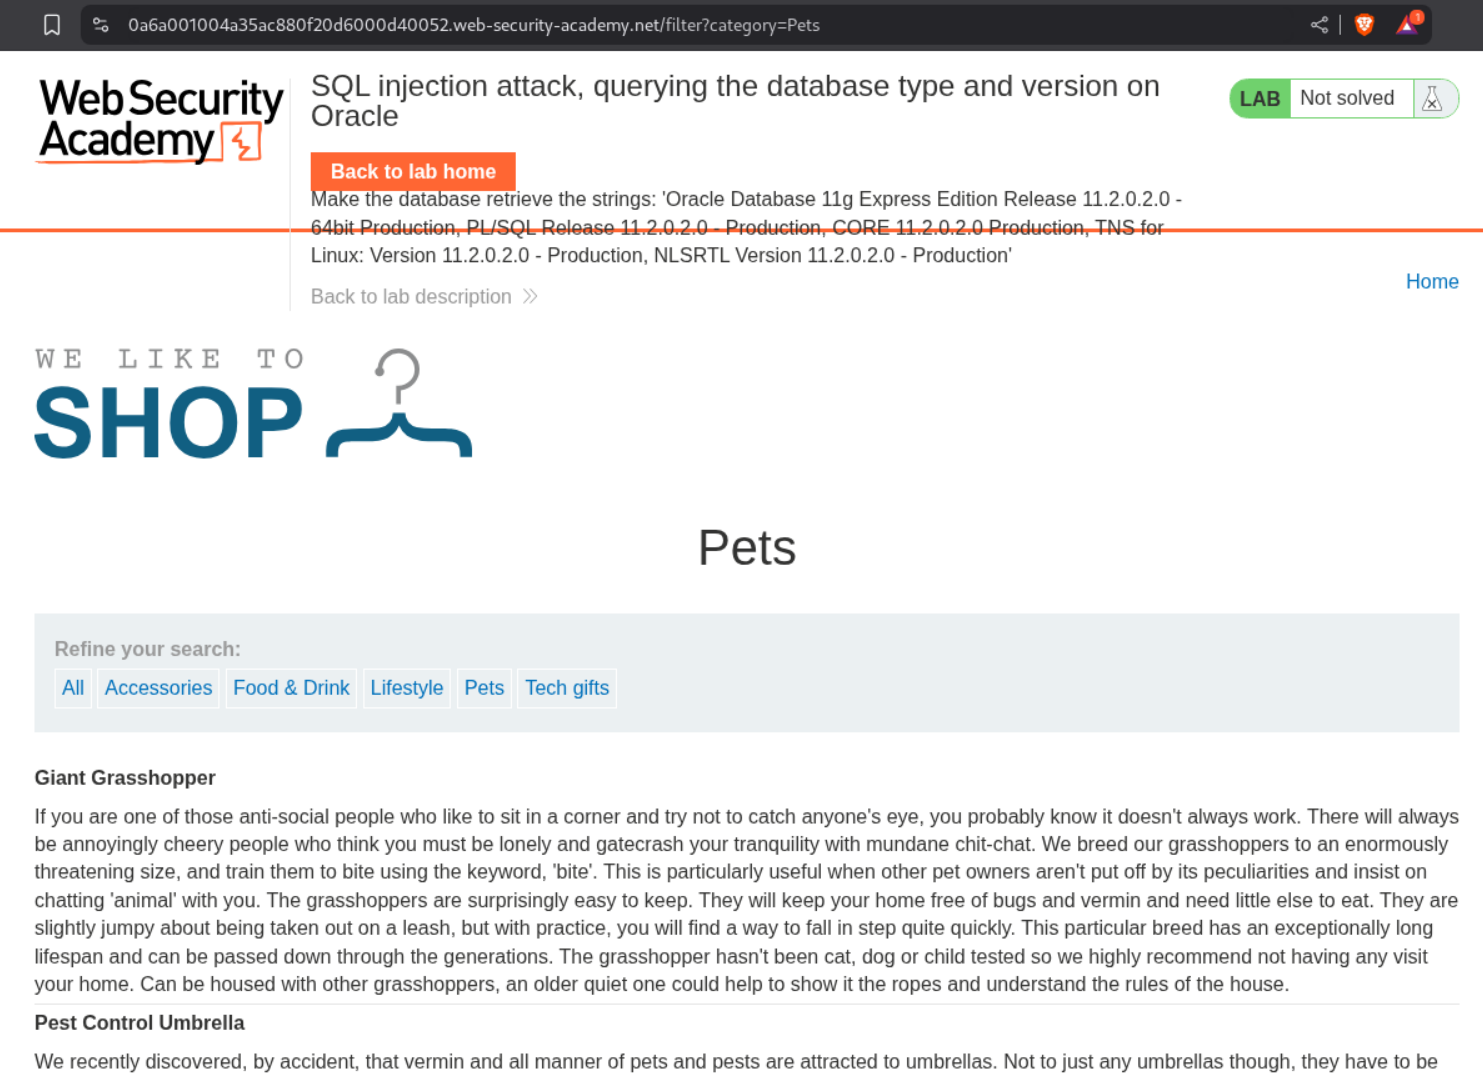 0a6a001004a35ac880f20d6000d40052.web-security-academy.net/filter?category=Pets
1
Web Security
Academy
SQL injection attack, querying the database type and version on
Oracle
LAB Not solved
Back to lab home
Make the database retrieve the strings: 'Oracle Database 11g Express Edition Release 11.2.0.2.0 -
64bit Production, PL/SQL Release 11.2.0.2.0 - Production, CORE 11.2.0.2.0 Production, TNS for
Linux: Version 11.2.0.2.0 - Production, NLSRTL Version 11.2.0.2.0 - Production'
Back to lab description
Home
WE LIKE TO
SHOP
Pets
Refine your search:
All Accessories Food & Drink Lifestyle Pets Tech gifts
Giant Grasshopper
If you are one of those anti-social people who like to sit in a corner and try not to catch anyone's eye, you probably know it doesn't always work. There will always
be annoyingly cheery people who think you must be lonely and gatecrash your tranquility with mundane chit-chat. We breed our grasshoppers to an enormously
threatening size, and train them to bite using the keyword, 'bite'. This is particularly useful when other pet owners aren't put off by its peculiarities and insist on
chatting 'animal' with you. The grasshoppers are surprisingly easy to keep. They will keep your home free of bugs and vermin and need little else to eat. They are
slightly jumpy about being taken out on a leash, but with practice, you will find a way to fall in step quite quickly. This particular breed has an exceptionally long
lifespan and can be passed down through the generations. The grasshopper hasn't been cat, dog or child tested so we highly recommend not having any visit
your home. Can be housed with other grasshoppers, an older quiet one could help to show it the ropes and understand the rules of the house.
Pest Control Umbrella
We recently discovered, by accident, that vermin and all manner of pets and pests are attracted to umbrellas. Not to just any umbrellas though, they have to be